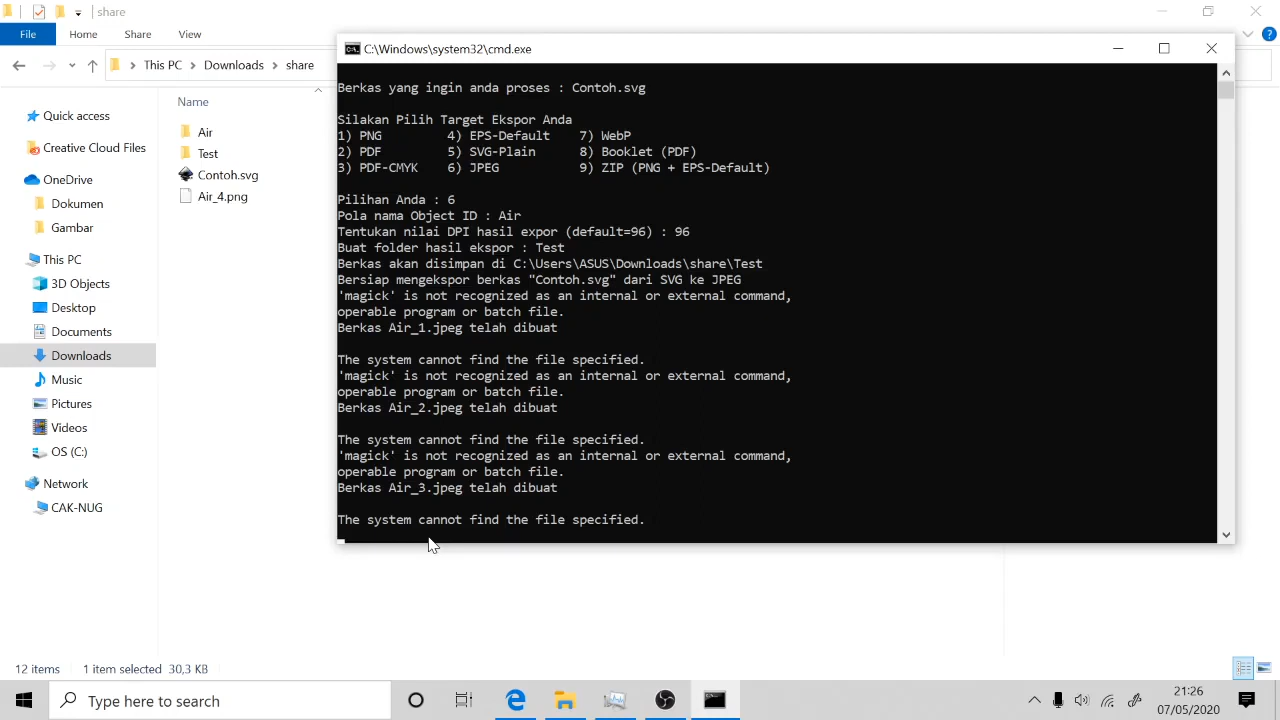 share
File Home Share View
This PC Downloads share
C:\Windows\system32\cmd.exe
Name
Quick access
Creative Cloud Files
OneDrive
Dokumen
Gambar
This PC
3D Objects
Desktop
Documents
Downloads
Music
Pictures
Videos
OS (C:)
Network
CAK-NUG
Air
Test
Contoh.svg
Air_4.png
Berkas yang ingin anda proses : Contoh.svg
Silakan Pilih Target Ekspor Anda
1) PNG 4) EPS-Default 7) WebP
2) PDF 5) SVG-Plain 8) Booklet (PDF)
3) PDF-CMYK 6) JPEG 9) ZIP (PNG + EPS-Default)
Pilihan Anda : 6
Pola nama Object ID : Air
Tentukan nilai DPI hasil expor (default=96) : 96
Buat folder hasil ekspor : Test
Berkas akan disimpan di C:\Users\ASUS\Downloads\share\Test
Bersiap mengekspor berkas "Contoh.svg" dari SVG ke JPEG
'magick' is not recognized as an internal or external command,
operable program or batch file.
Berkas Air_1.jpeg telah dibuat
The system cannot find the file specified.
'magick' is not recognized as an internal or external command,
operable program or batch file.
Berkas Air_2.jpeg telah dibuat
The system cannot find the file specified.
'magick' is not recognized as an internal or external command,
operable program or batch file.
Berkas Air_3.jpeg telah dibuat
The system cannot find the file specified.
12 items 1 item selected 30,3 KB
Type here to search
21:26
07/05/2020